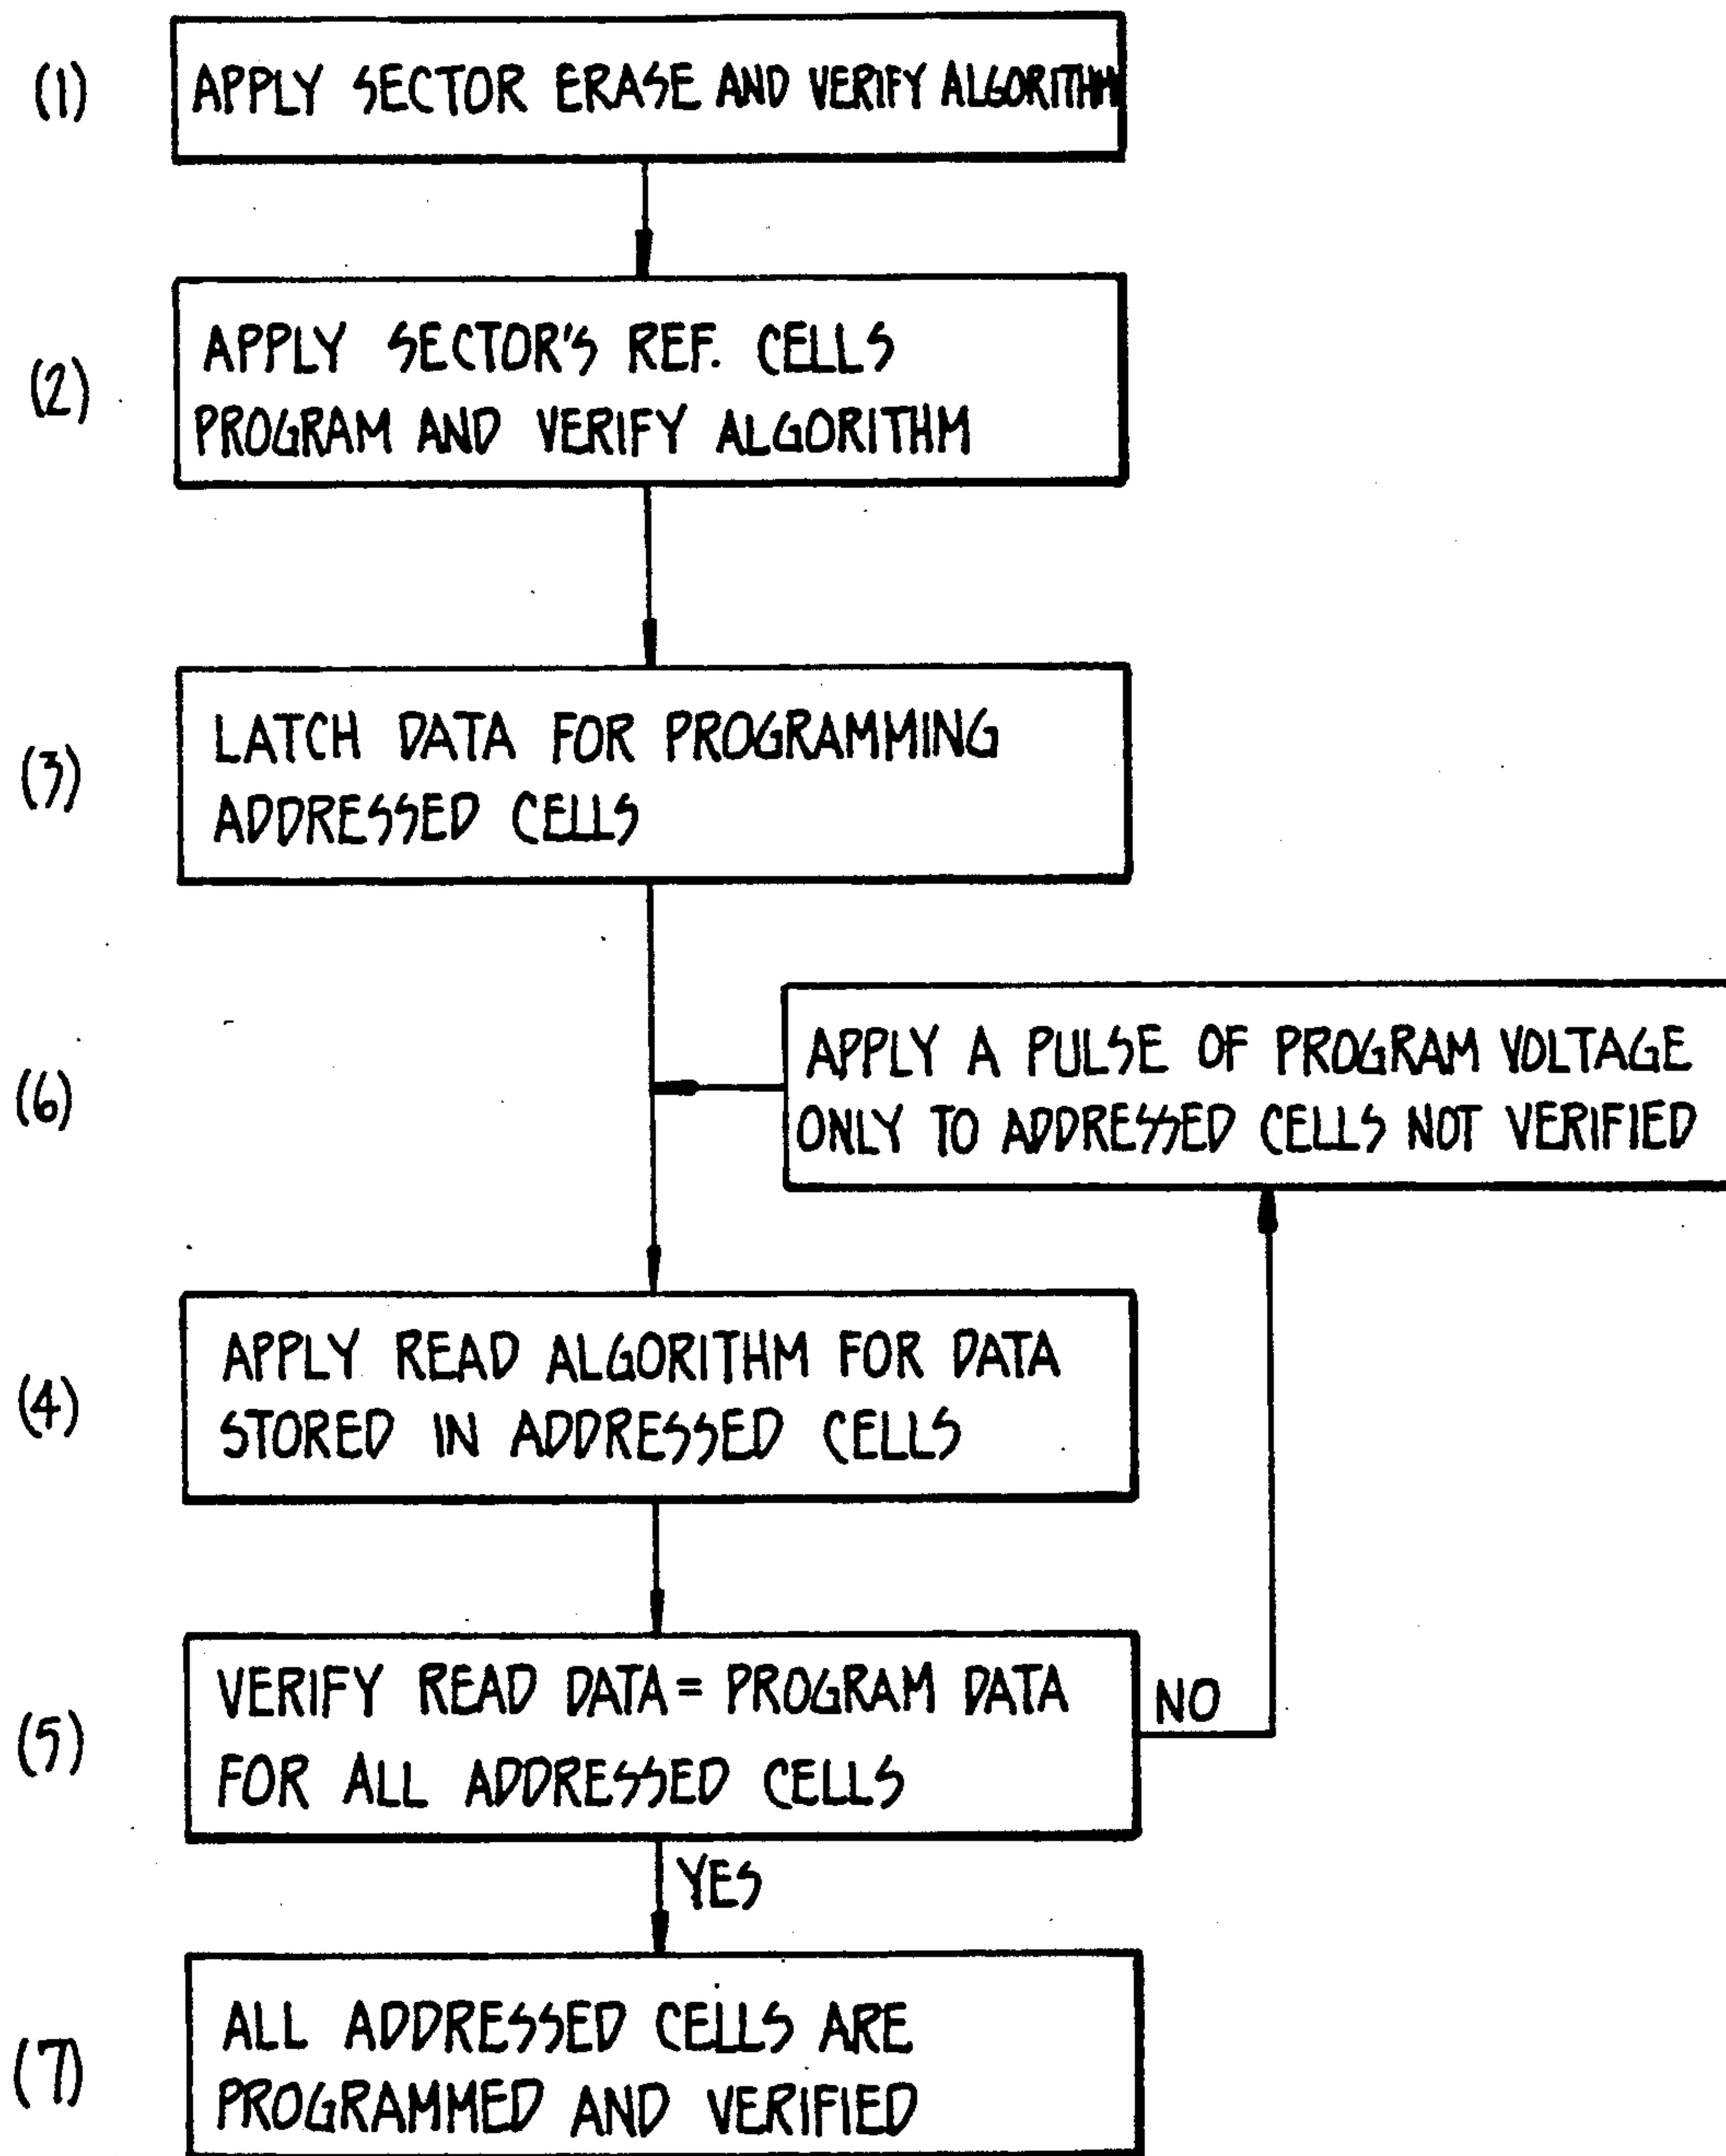 (1) APPLY SECTOR ERASE AND VERIFY ALGORITHM
(2) APPLY SECTOR'S REF. CELLS
PROGRAM AND VERIFY ALGORITHM
(3) LATCH DATA FOR PROGRAMMING
ADDRESSED CELLS
(6) APPLY A PULSE OF PROGRAM VOLTAGE
ONLY TO ADDRESSED CELLS NOT VERIFIED
(4) APPLY READ ALGORITHM FOR DATA
STORED IN ADDRESSED CELLS
(5) VERIFY READ DATA = PROGRAM DATA
FOR ALL ADDRESSED CELLS
NO
YES
(7) ALL ADDRESSED CELLS ARE
PROGRAMMED AND VERIFIED